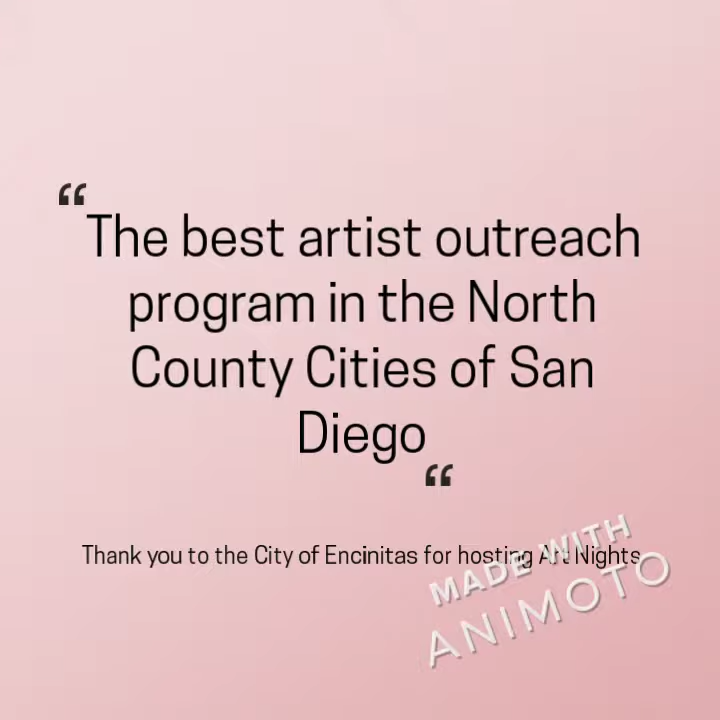 “The best artist outreach
program in the North
County Cities of San
Diego“
Thank you to the City of Encinitas for hosting Art Nights
MADE WITH
ANIMOTO